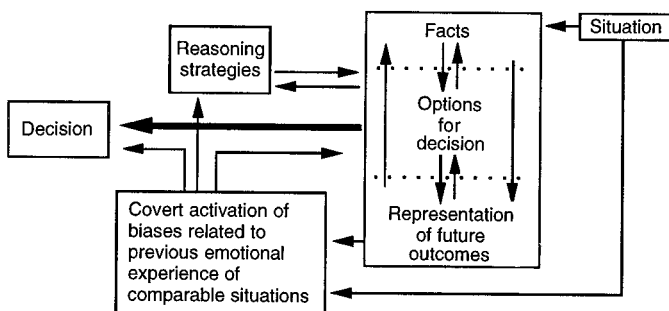 Reasoning
strategies
Facts
Situation
Decision
Options
for
decision
Representation
of future
outcomes
Covert activation of
biases related to
previous emotional
experience of
comparable situations